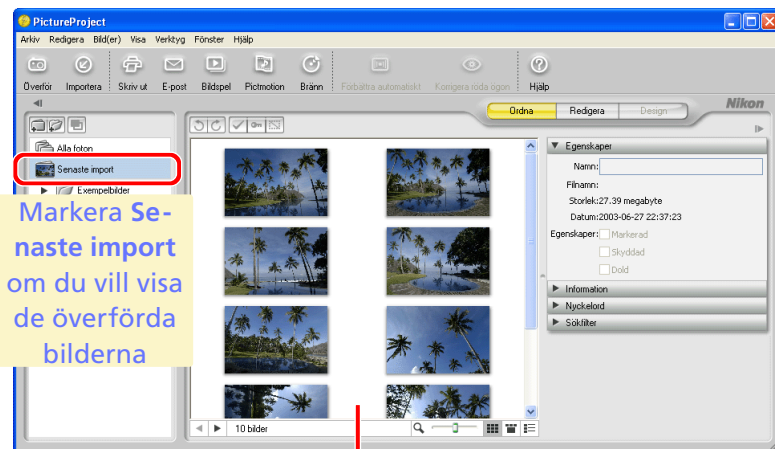 PictureProject
Arkiv Redigera Bild(er) Visa Verktyg Fönster Hjälp
Överför Importera Skriv ut E-post Bildspel Pictmotion Bränn Förbättra automatiskt Korrigera röda ögon Hjälp
Ordna Redigera Design Nikon
Alla foton
Senaste import
Exempelbilder
Markera Se-
naste import
om du vill visa
de överförda
bilderna
Egenskaper
Namn:
Filnamn:
Storlek:27.39 megabyte
Datum:2003-06-27 22:37:23
Egenskaper: Markerad
Skyddad
Dold
Information
Nyckelord
Sökfilter
10 bilder